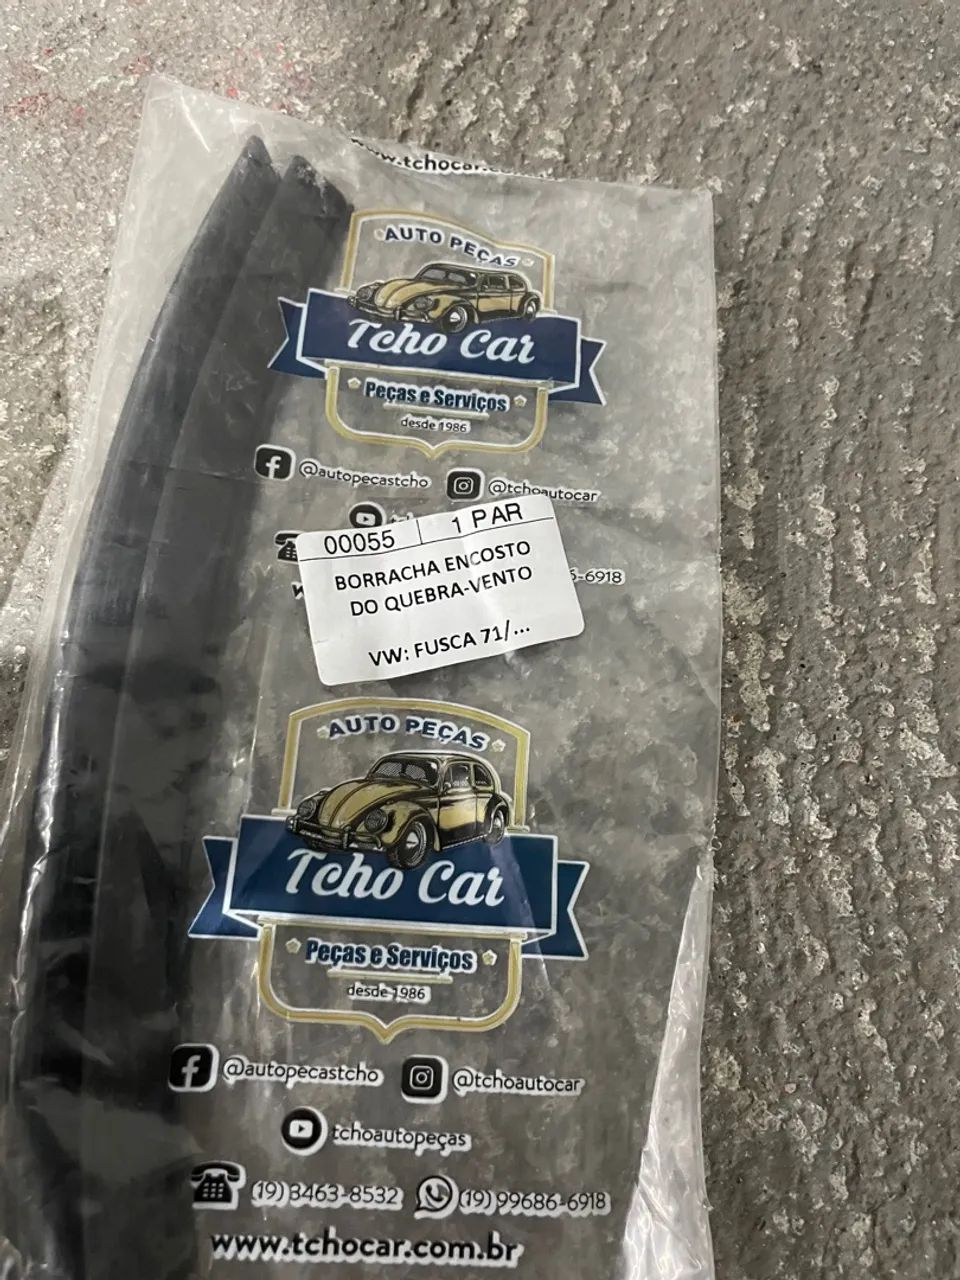 www.tchocar.com
AUTO PEÇAS
Tcho Car
Peças e Serviços
desde 1986
@autopecastcho @tchoautocar
00055 1 PAR
BORRACHA ENCOSTO
DO QUEBRA-VENTO
VW: FUSCA 71/...
6-6918
AUTO PEÇAS
Tcho Car
Peças e Serviços
desde 1986
@autopecastcho @tchoautocar
tchoautopeças
(19) 3463-8532 (19) 99686-6918
www.tchocar.com.br